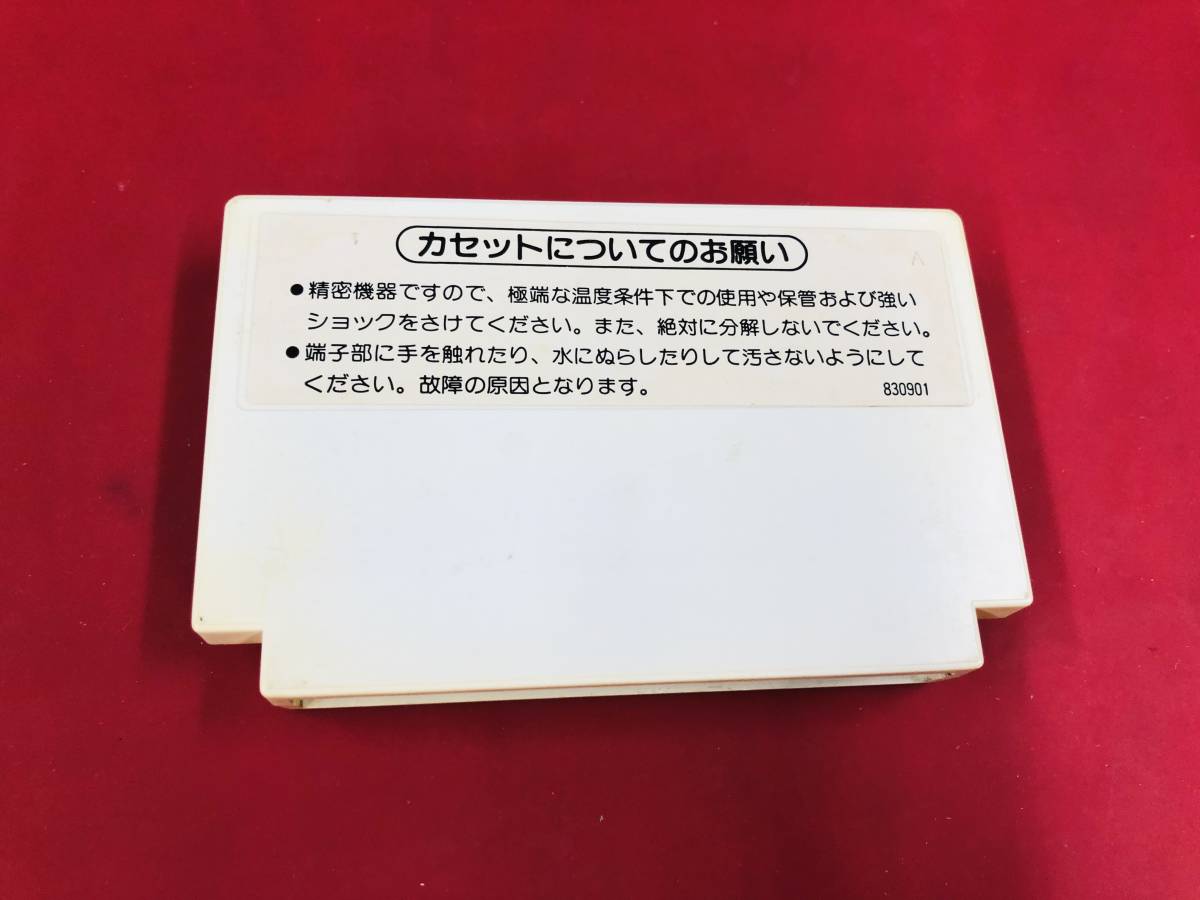 カセットについてのお願い
●精密機器ですので、極端な温度条件下での使用や保管および強い
ショックをさけてください。また、絶対に分解しないでください。
●端子部に手を触れたり、水にぬらしたりして汚さないようにして
ください。故障の原因となります。 830901